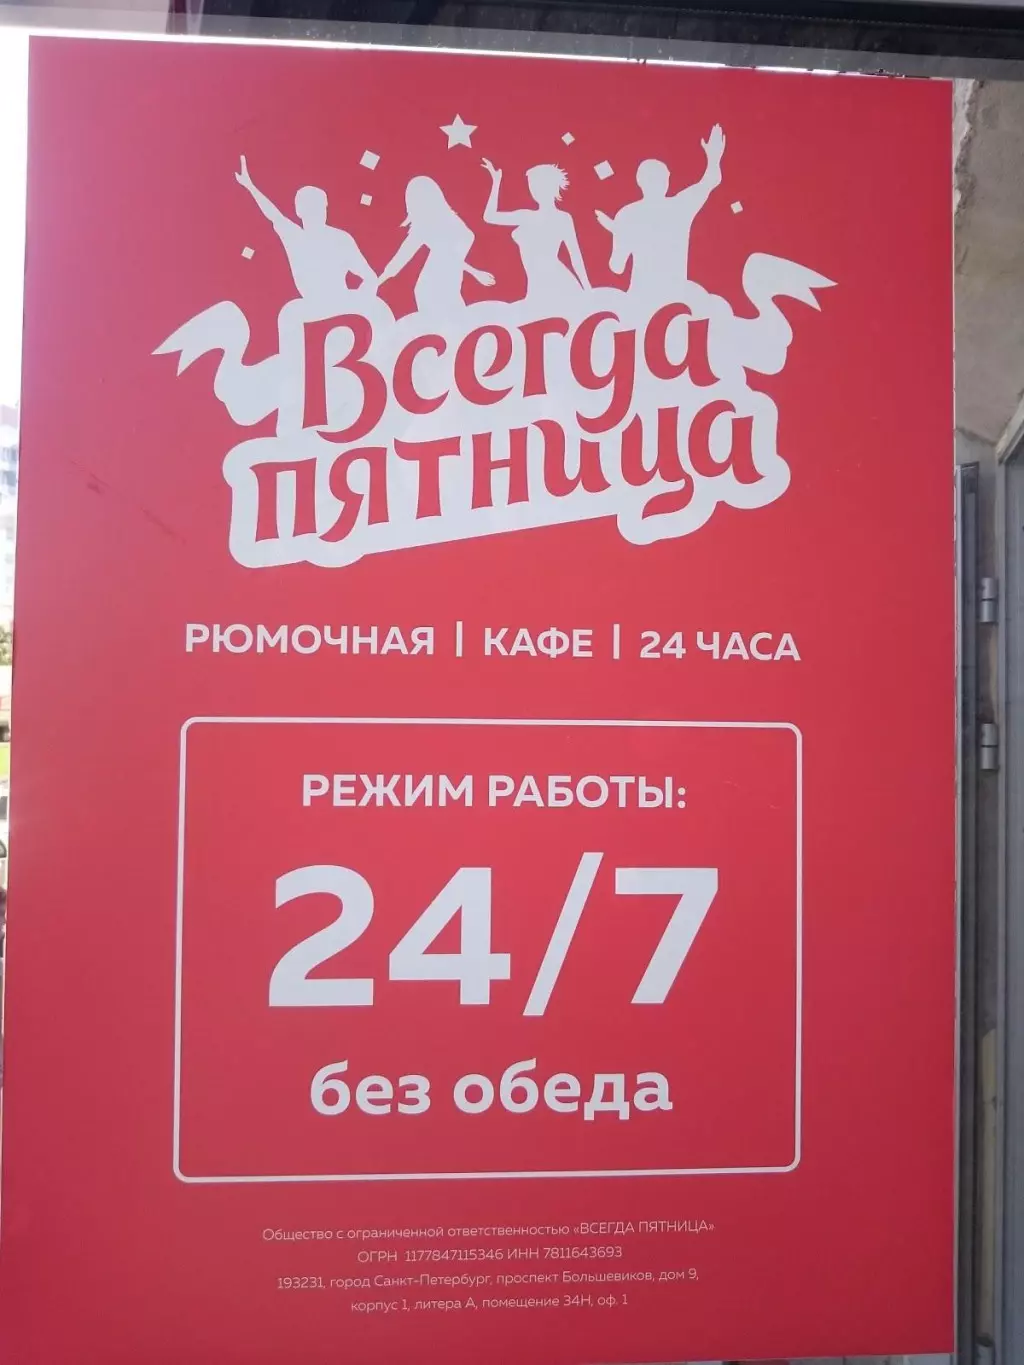 Всегда
пятница
РЮМОЧНАЯ | КАФЕ | 24 ЧАСА
РЕЖИМ РАБОТЫ:
24/7
без обеда
Общество с ограниченной ответственностью «ВСЕГДА ПЯТНИЦА»
ОГРН 1177847115346 ИНН 7811643693
193231, город Санкт-Петербург, проспект Большевиков, дом 9,
корпус 1, литера А, помещение 34Н, оф. 1